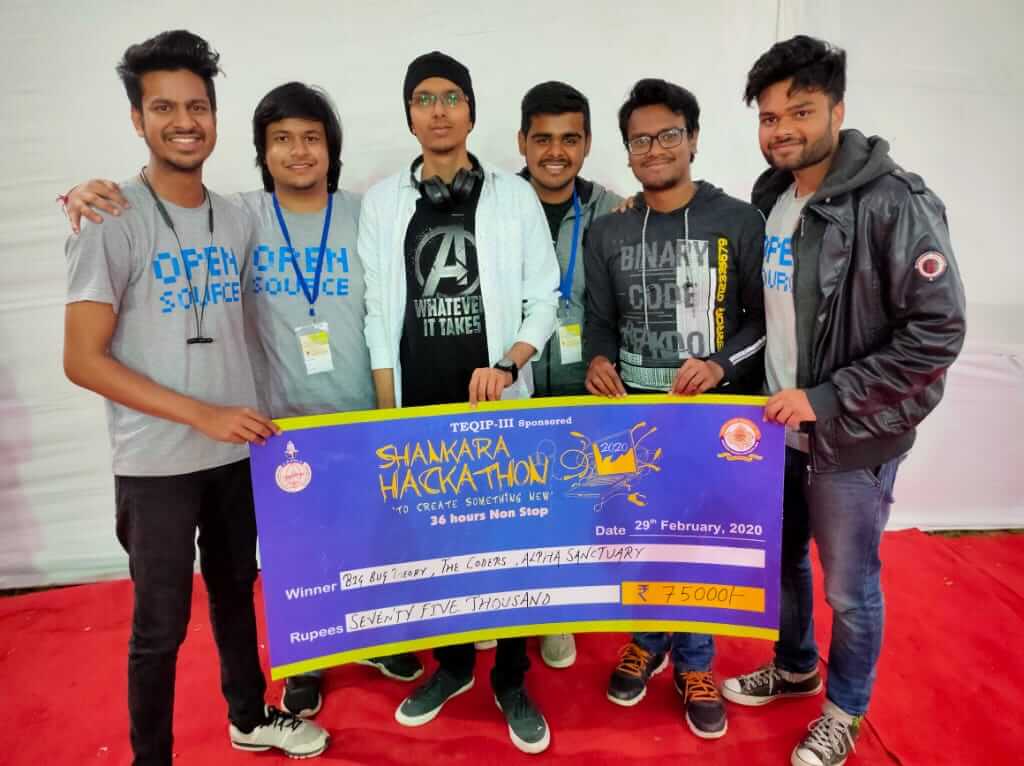 OPEN
SOURCE
OPEN
SOURCE
A
WHATEVER
IT TAKES
BINARY
CODE
ERROR
TEQIP-III Sponsored
SHANKARA
HACKATHON
2020
'TO CREATE SOMETHING NEW'
36 hours Non Stop
Date 29th February, 2020
Winner BIG BUG THEORY, THE CODERS, ALPHA SANCTUARY
Rupees SEVENTY FIVE THOUSAND ₹ 75000/-